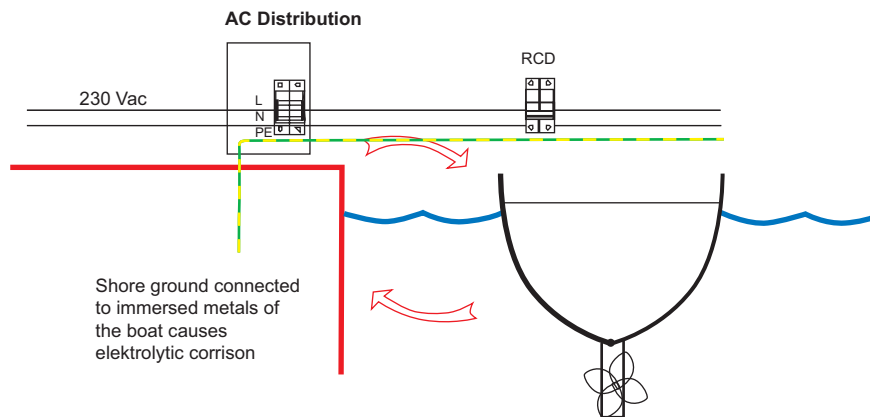 AC Distribution
RCD
230 Vac
L
N
PE
Shore ground connected
to immersed metals of
the boat causes
elektrolytic corrison